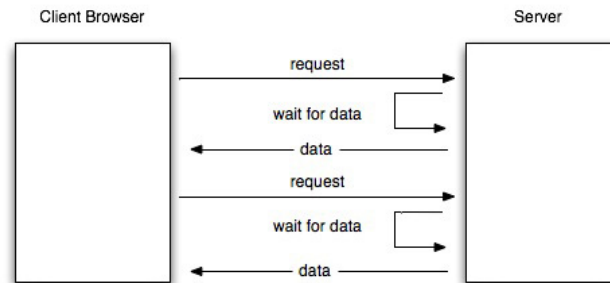 Client Browser
Server
request
wait for data
data
request
wait for data
data